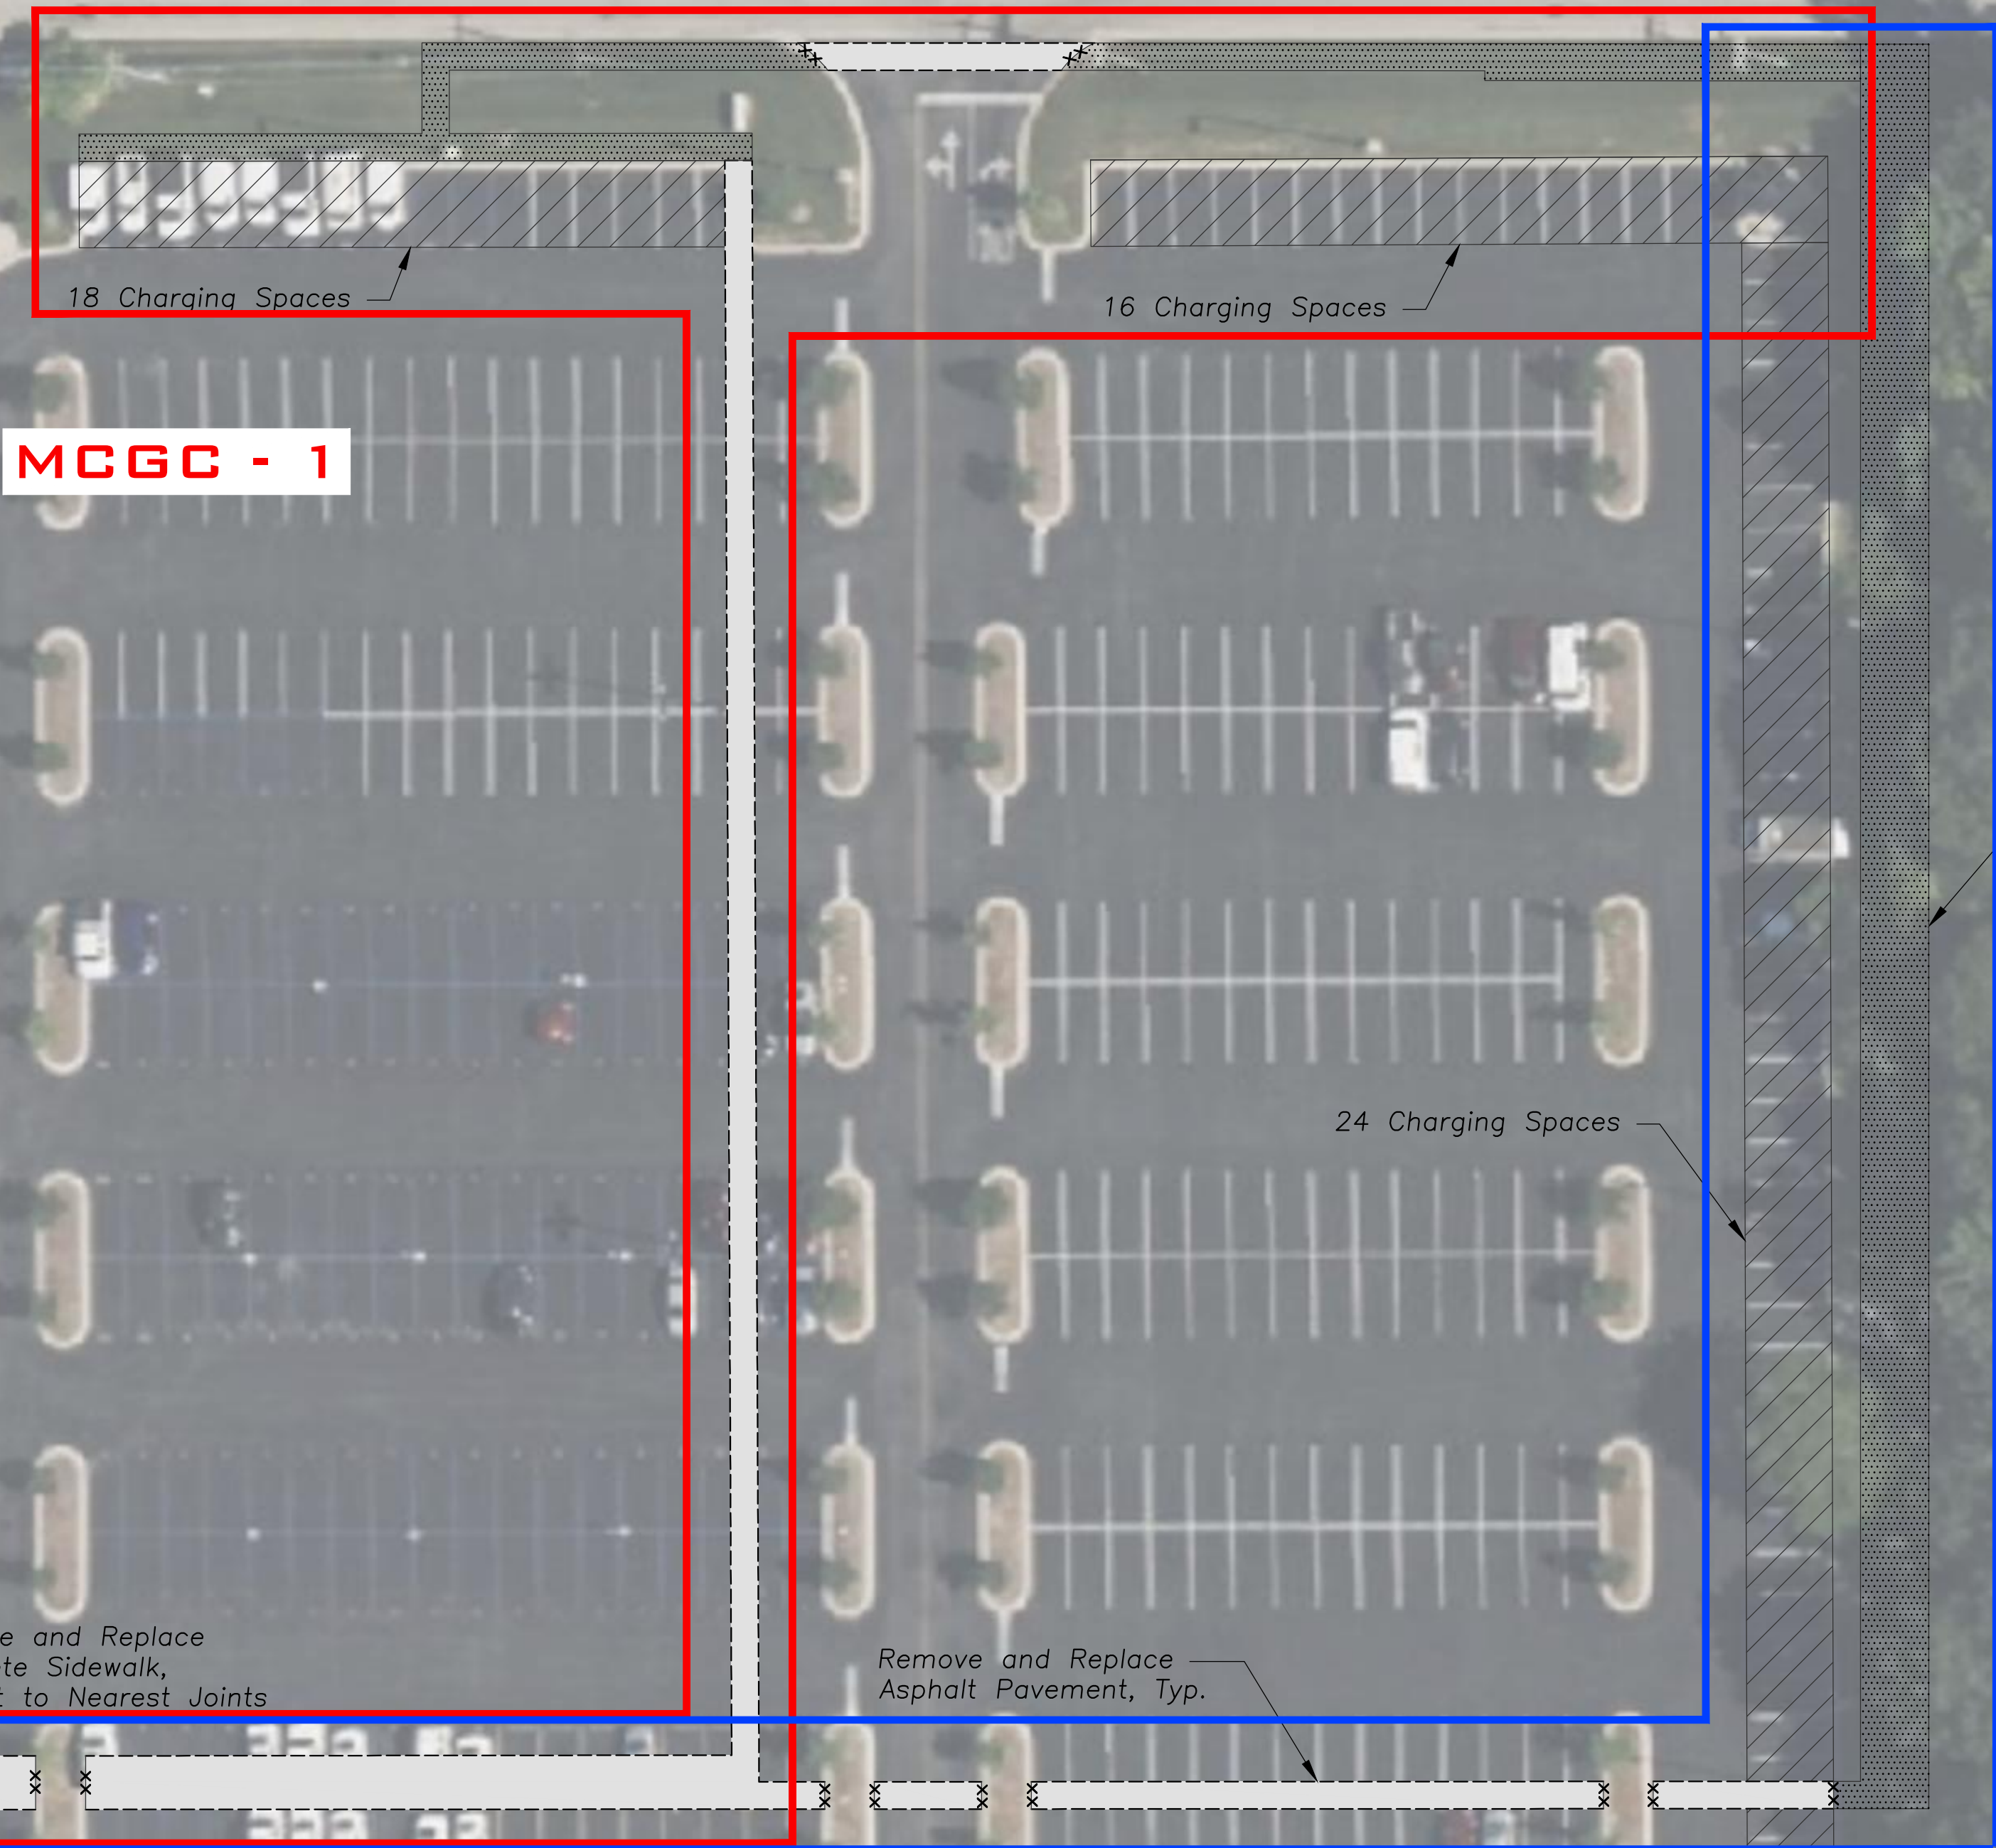 18 Charging Spaces
16 Charging Spaces
MCGC - 1
24 Charging Spaces
e and Replace
te Sidewalk,
t to Nearest Joints
Remove and Replace
Asphalt Pavement, Typ.